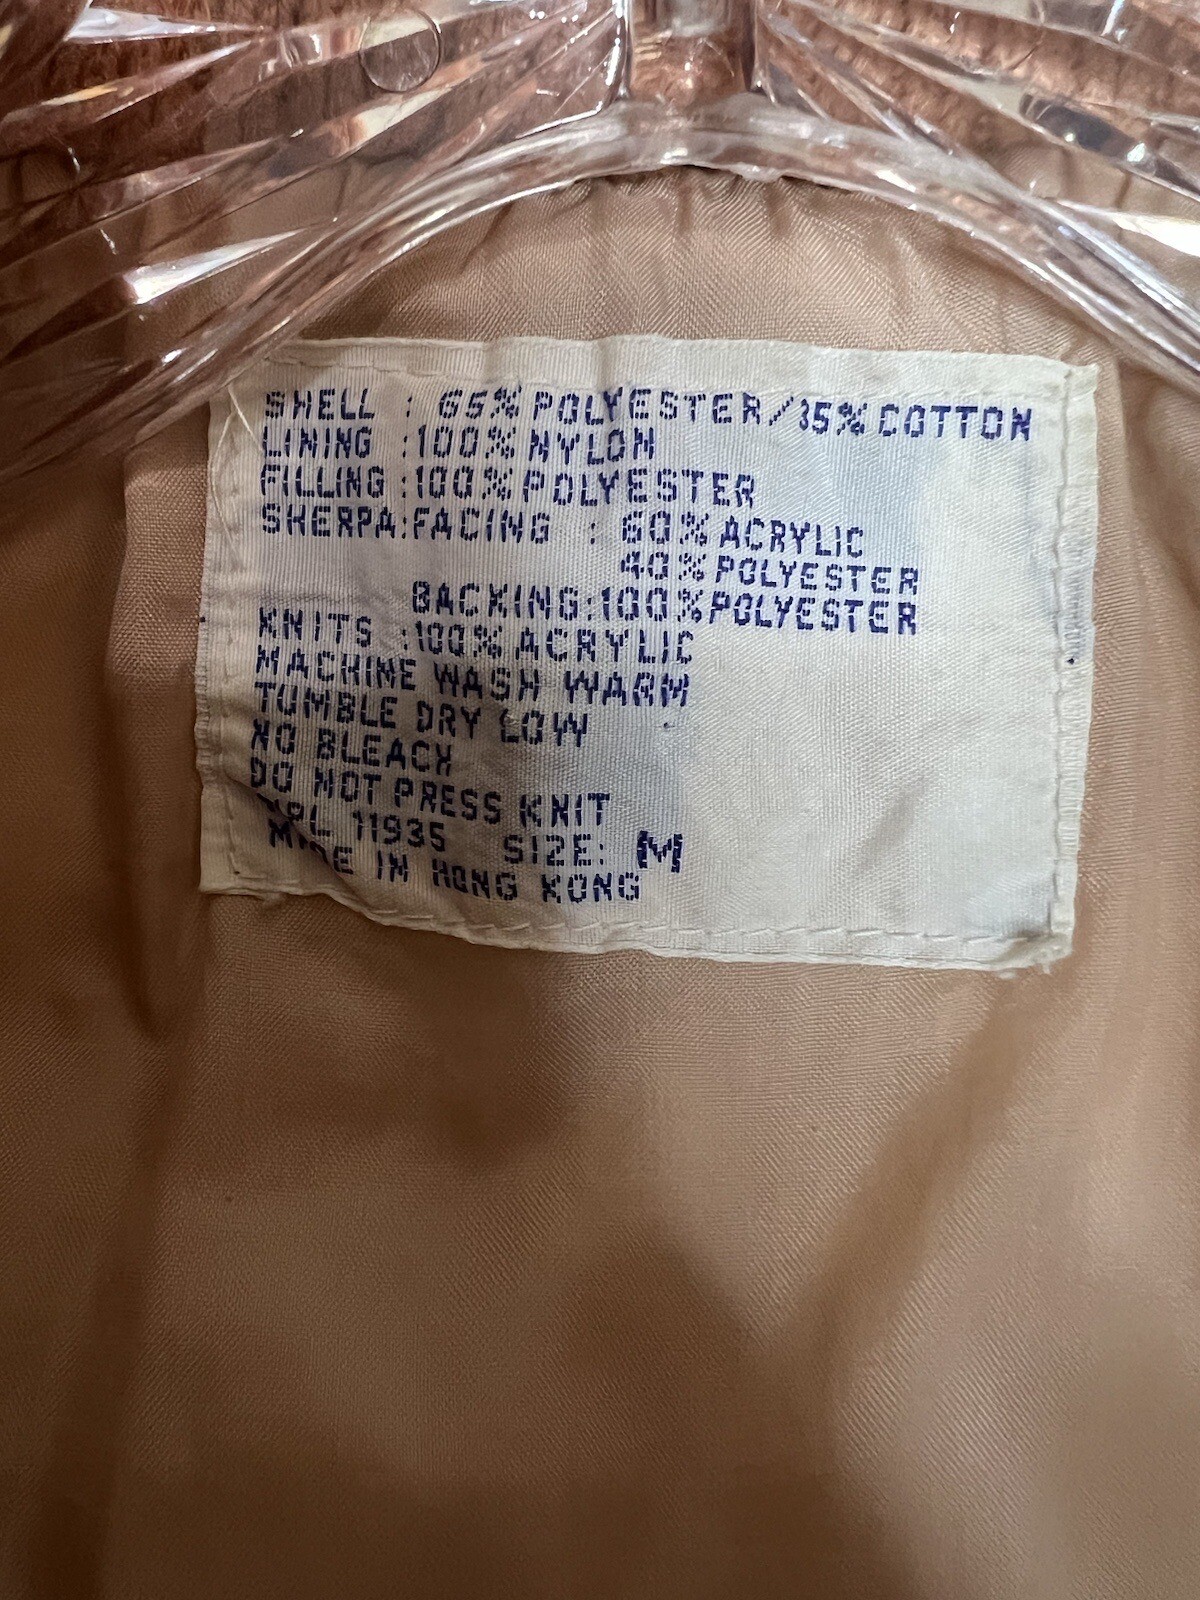 SHELL : 65% POLYESTER/35% COTTON
LINING :100% NYLON
FILLING :100% POLYESTER
SHERPA:FACING : 60% ACRYLIC
40% POLYESTER
BACKING:100% POLYESTER
KNITS :100% ACRYLIC
MACHINE WASH WARM
TUMBLE DRY LOW
NO BLEACH
DO NOT PRESS KNIT
11935 SIZE: M
MADE IN HONG KONG